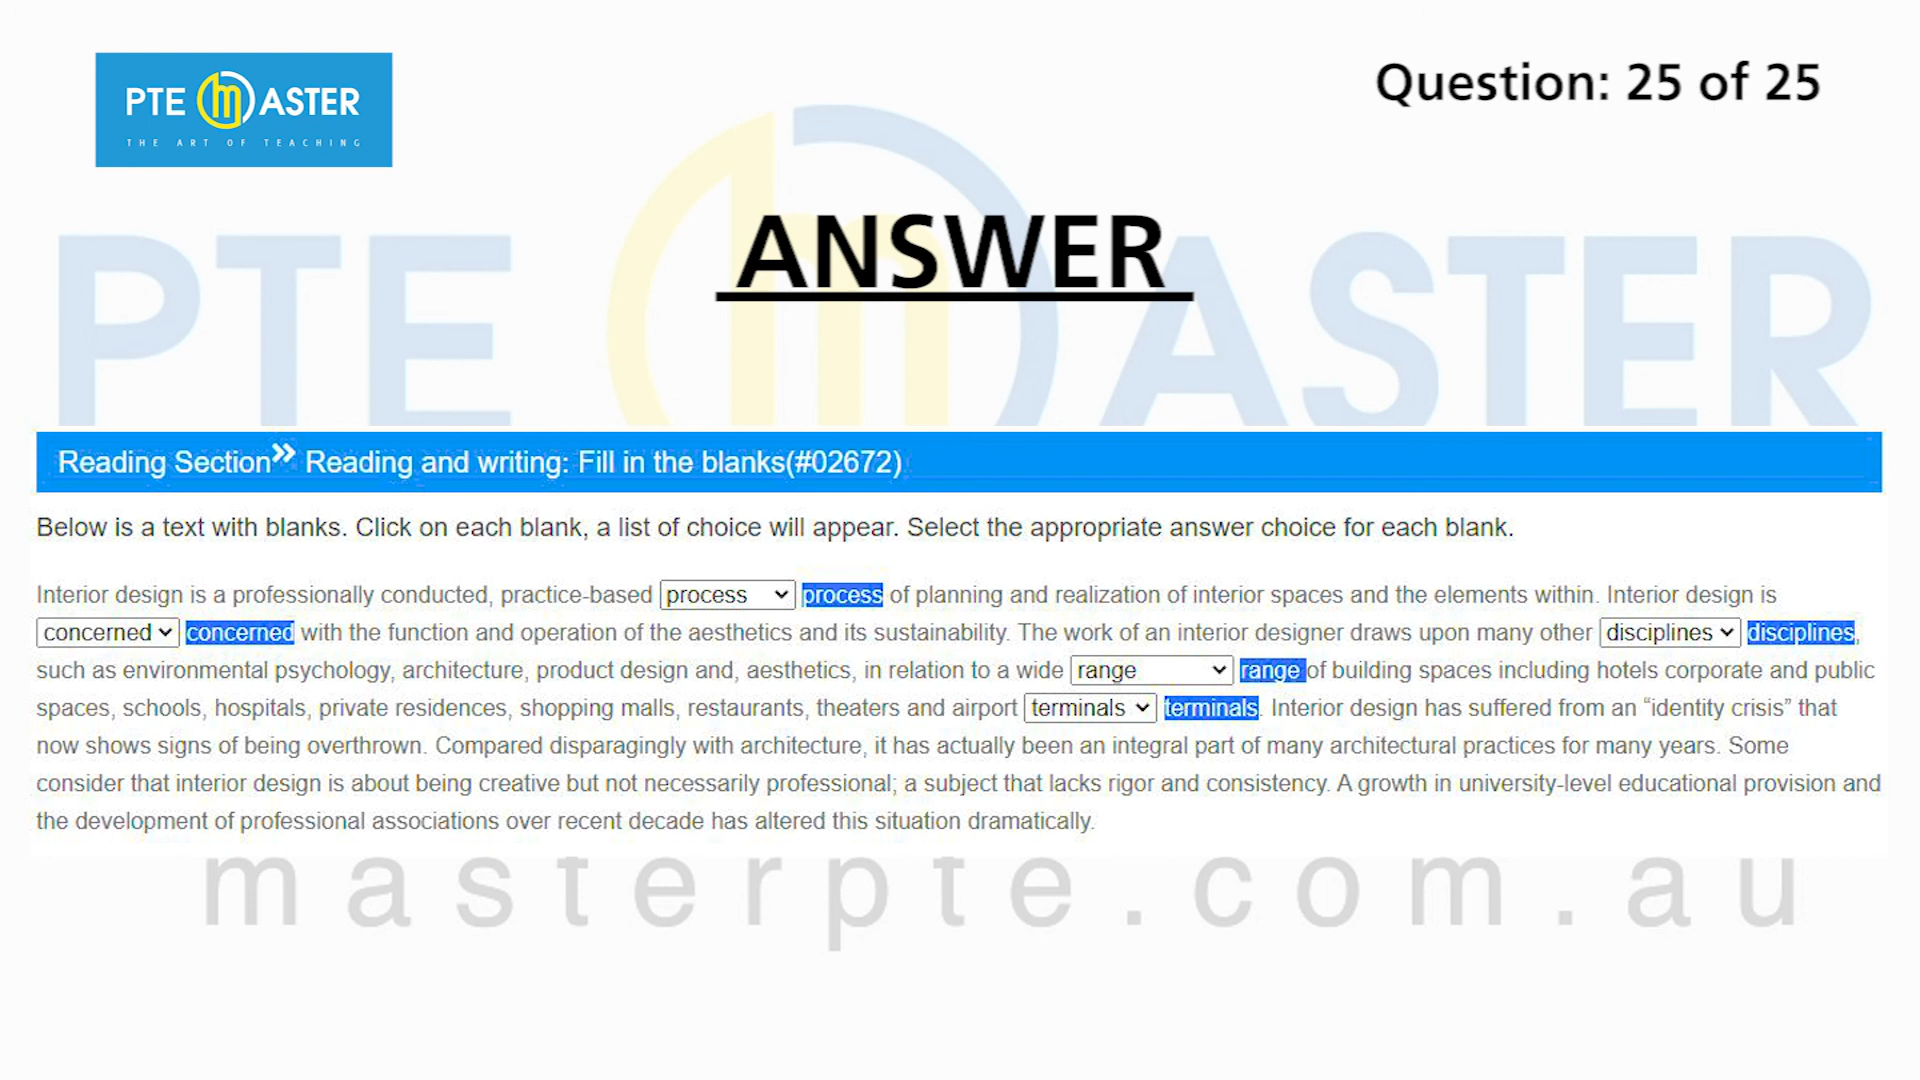 PTE MASTER
THE ART OF TEACHING
Question: 25 of 25
PTE MASTER
ANSWER
Reading Section» Reading and writing: Fill in the blanks(#02672)
Below is a text with blanks. Click on each blank, a list of choice will appear. Select the appropriate answer choice for each blank.
Interior design is a professionally conducted, practice-based process process of planning and realization of interior spaces and the elements within. Interior design is
concerned concerned with the function and operation of the aesthetics and its sustainability. The work of an interior designer draws upon many other disciplines disciplines,
such as environmental psychology, architecture, product design and, aesthetics, in relation to a wide range range of building spaces including hotels corporate and public
spaces, schools, hospitals, private residences, shopping malls, restaurants, theaters and airport terminals terminals. Interior design has suffered from an “identity crisis” that
now shows signs of being overthrown. Compared disparagingly with architecture, it has actually been an integral part of many architectural practices for many years. Some
consider that interior design is about being creative but not necessarily professional; a subject that lacks rigor and consistency. A growth in university-level educational provision and
the development of professional associations over recent decade has altered this situation dramatically.
masterpte.com.au